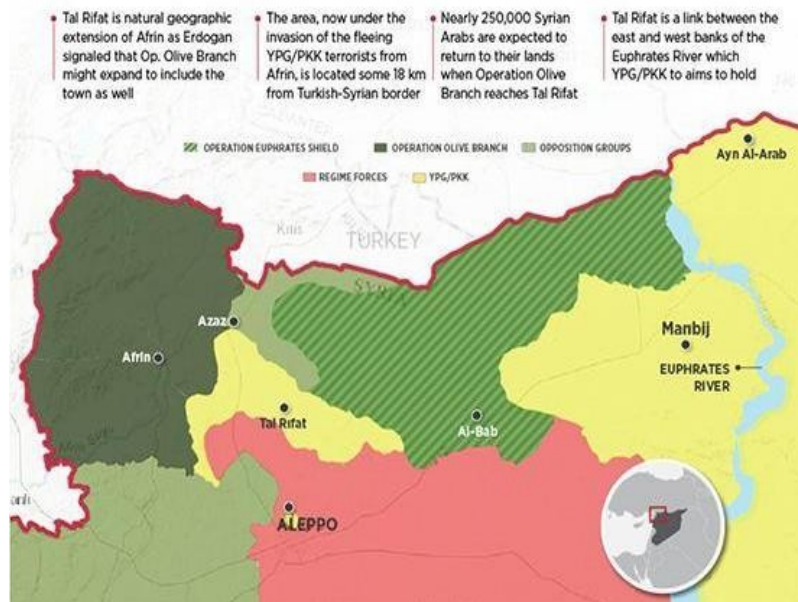 Tal Rifat is natural geographic
extension of Afrin as Erdogan
signaled that Op. Olive Branch
might expand to include the
town as well
The area, now under the
invasion of the fleeing
YPG/PKK terrorists from
Afrin, is located some 18 km
from Turkish-Syrian border
Nearly 250,000 Syrian
Arabs are expected to
return to their lands
when Operation Olive
Branch reaches Tal Rifat
Tal Rifat is a link between the
east and west banks of the
Euphrates River which
YPG/PKK to aims to hold
OPERATION EUPHRATES SHIELD
OPERATION OLIVE BRANCH
OPPOSITION GROUPS
REGIME FORCES
YPG/PKK
Ayn Al-Arab
Kilis
TURKEY
SYRIA
Azaz
Afrin
Manbij
EUPHRATES
RIVER
Tal Rifat
Al-Bab
ALEPPO